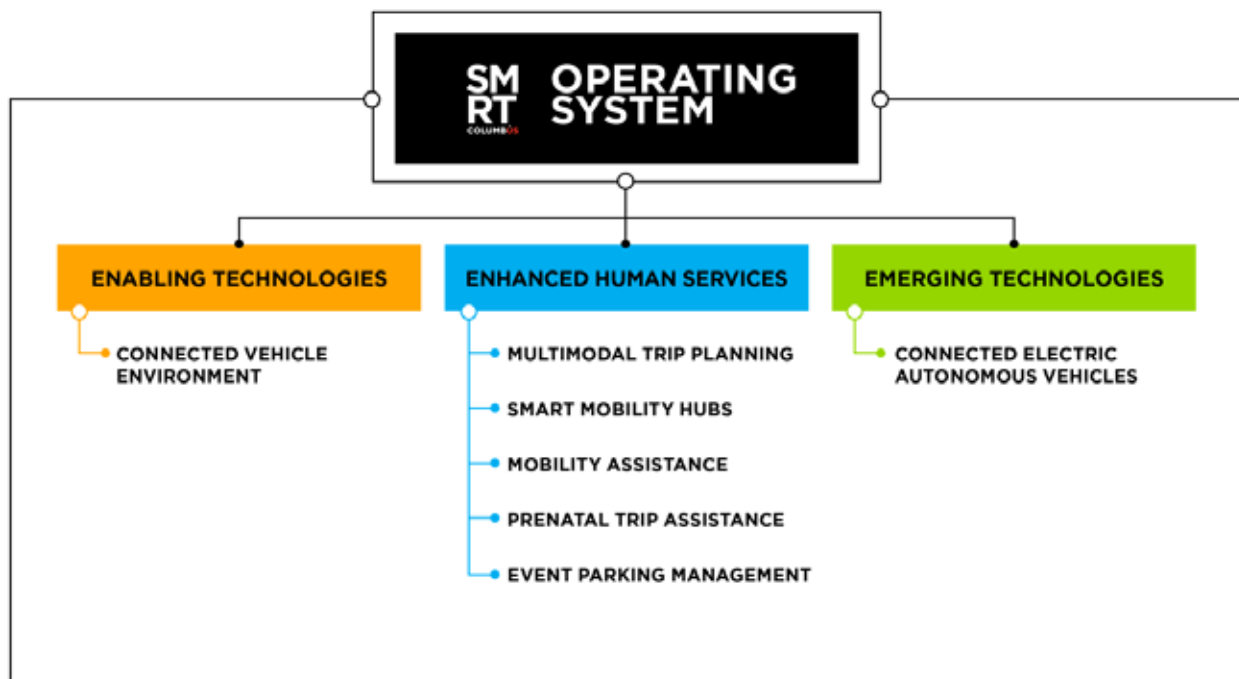 SM
RT
COLUMBUS
OPERATING
SYSTEM
ENABLING TECHNOLOGIES
CONNECTED VEHICLE
ENVIRONMENT
ENHANCED HUMAN SERVICES
MULTIMODAL TRIP PLANNING
SMART MOBILITY HUBS
MOBILITY ASSISTANCE
PRENATAL TRIP ASSISTANCE
EVENT PARKING MANAGEMENT
EMERGING TECHNOLOGIES
CONNECTED ELECTRIC
AUTONOMOUS VEHICLES